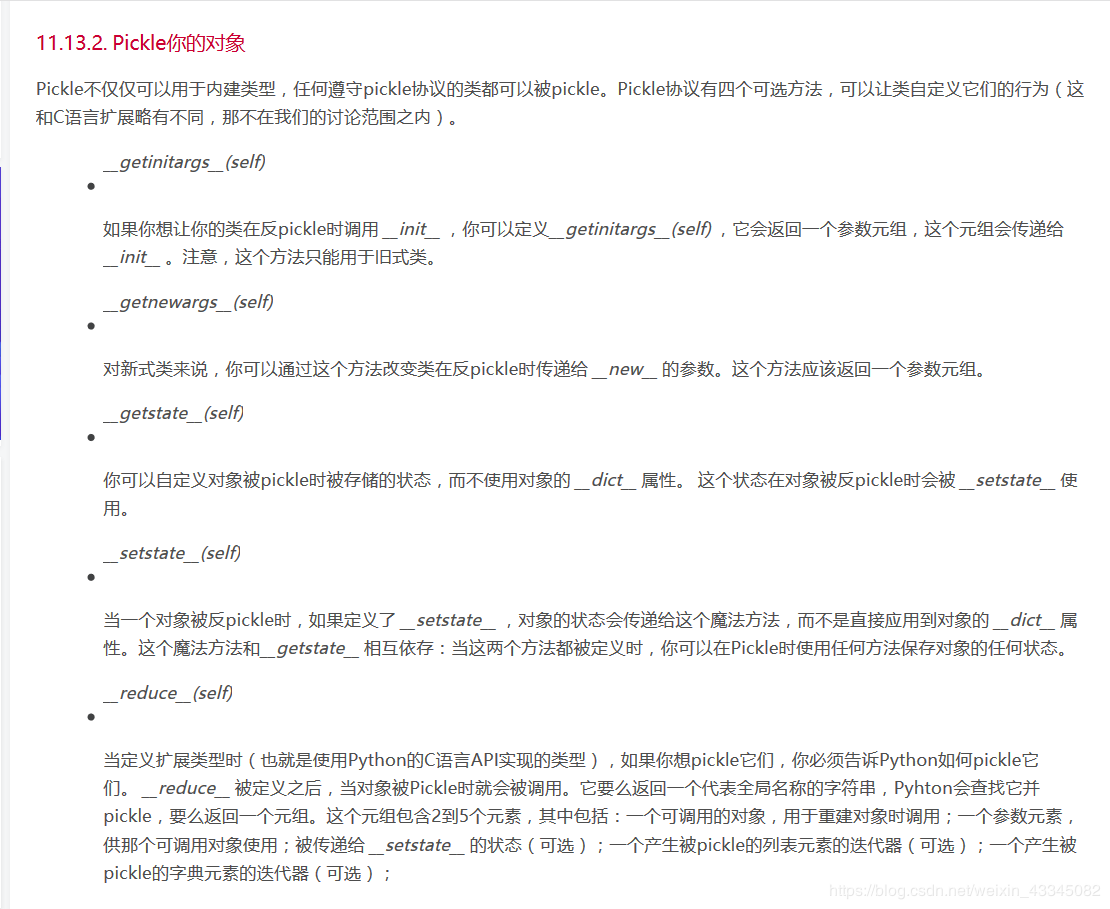 11.13.2. Pickle你的对象
Pickle不仅仅可以用于内建类型，任何遵守pickle协议的类都可以被pickle。Pickle协议有四个可选方法，可以让类自定义它们的行为（这
和C语言扩展略有不同，那不在我们的讨论范围之内）。
__getinitargs__(self)
如果你想让你的类在反pickle时调用 __init__ ，你可以定义__getinitargs__(self) ，它会返回一个参数元组，这个元组会传递给
__init__ 。注意，这个方法只能用于旧式类。
__getnewargs__(self)
对新式类来说，你可以通过这个方法改变类在反pickle时传递给 __new__ 的参数。这个方法应该返回一个参数元组。
__getstate__(self)
你可以自定义对象被pickle时被存储的状态，而不使用对象的 __dict__ 属性。 这个状态在对象被反pickle时会被 __setstate__ 使
用。
__setstate__(self)
当一个对象被反pickle时，如果定义了 __setstate__ ，对象的状态会传递给这个魔法方法，而不是直接应用到对象的 __dict__ 属
性。这个魔法方法和__getstate__ 相互依存：当这两个方法都被定义时，你可以在Pickle时使用任何方法保存对象的任何状态。
__reduce__(self)
当定义扩展类型时（也就是使用Python的C语言API实现的类型），如果你想pickle它们，你必须告诉Python如何pickle它
们。 __reduce__ 被定义之后，当对象被Pickle时就会被调用。它要么返回一个代表全局名称的字符串，Pyhton会查找它并
pickle，要么返回一个元组。这个元组包含2到5个元素，其中包括：一个可调用的对象，用于重建对象时调用；一个参数元素，
供那个可调用对象使用；被传递给 __setstate__ 的状态（可选）；一个产生被pickle的列表元素的迭代器（可选）；一个产生被
pickle的字典元素的迭代器（可选）；
https://blog.csdn.net/weixin_43345082